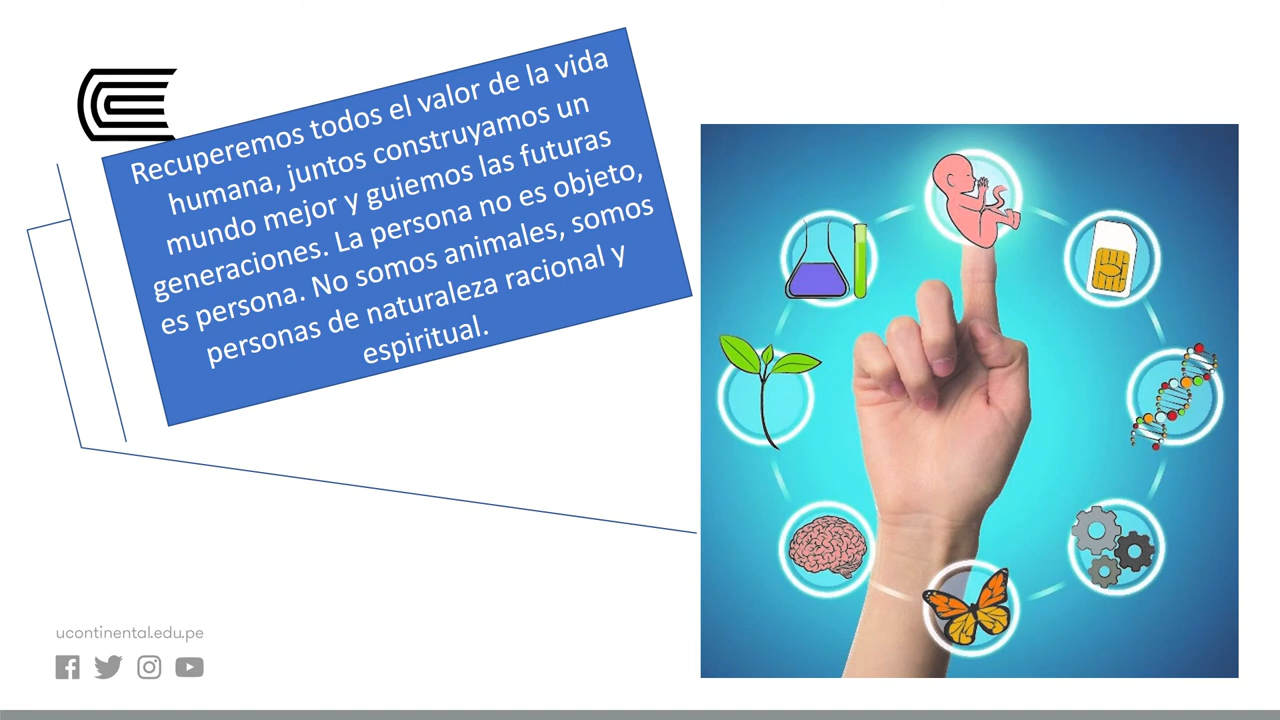 Recuperemos todos el valor de la vida
humana, juntos construyamos un
mundo mejor y guiemos las futuras
generaciones. La persona no es objeto,
es persona. No somos animales, somos
personas de naturaleza racional y
espiritual.
ucontinental.edu.pe